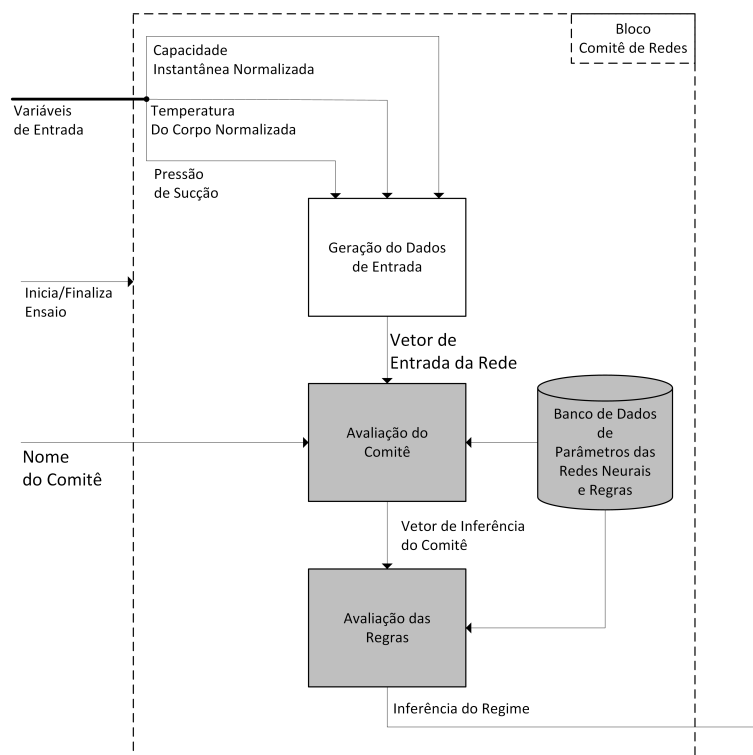 Bloco
Comitê de Redes
Capacidade
Instantânea Normalizada
Variáveis
de Entrada
Temperatura
Do Corpo Normalizada
Pressão
de Sucção
Geração do Dados
de Entrada
Inicia/Finaliza
Ensaio
Vetor de
Entrada da Rede
Avaliação do
Comitê
Banco de Dados
de
Parâmetros das
Redes Neurais
e Regras
Nome
do Comitê
Vetor de Inferência
do Comitê
Avaliação das
Regras
Inferência do Regime